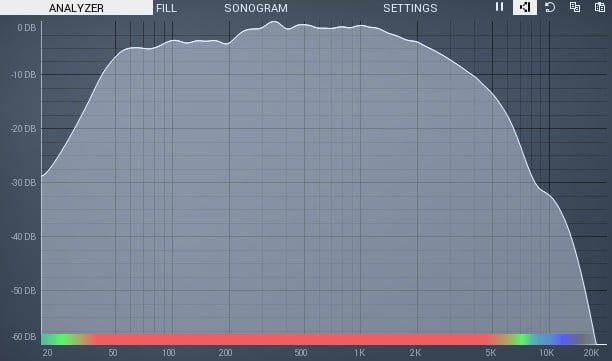 ANALYZER FILL SONOGRAM SETTINGS
0 DB
-10 DB
-20 DB
-30 DB
-40 DB
-50 DB
-60 DB
20 50 100 200 500 1K 2K 5K 10K 20K